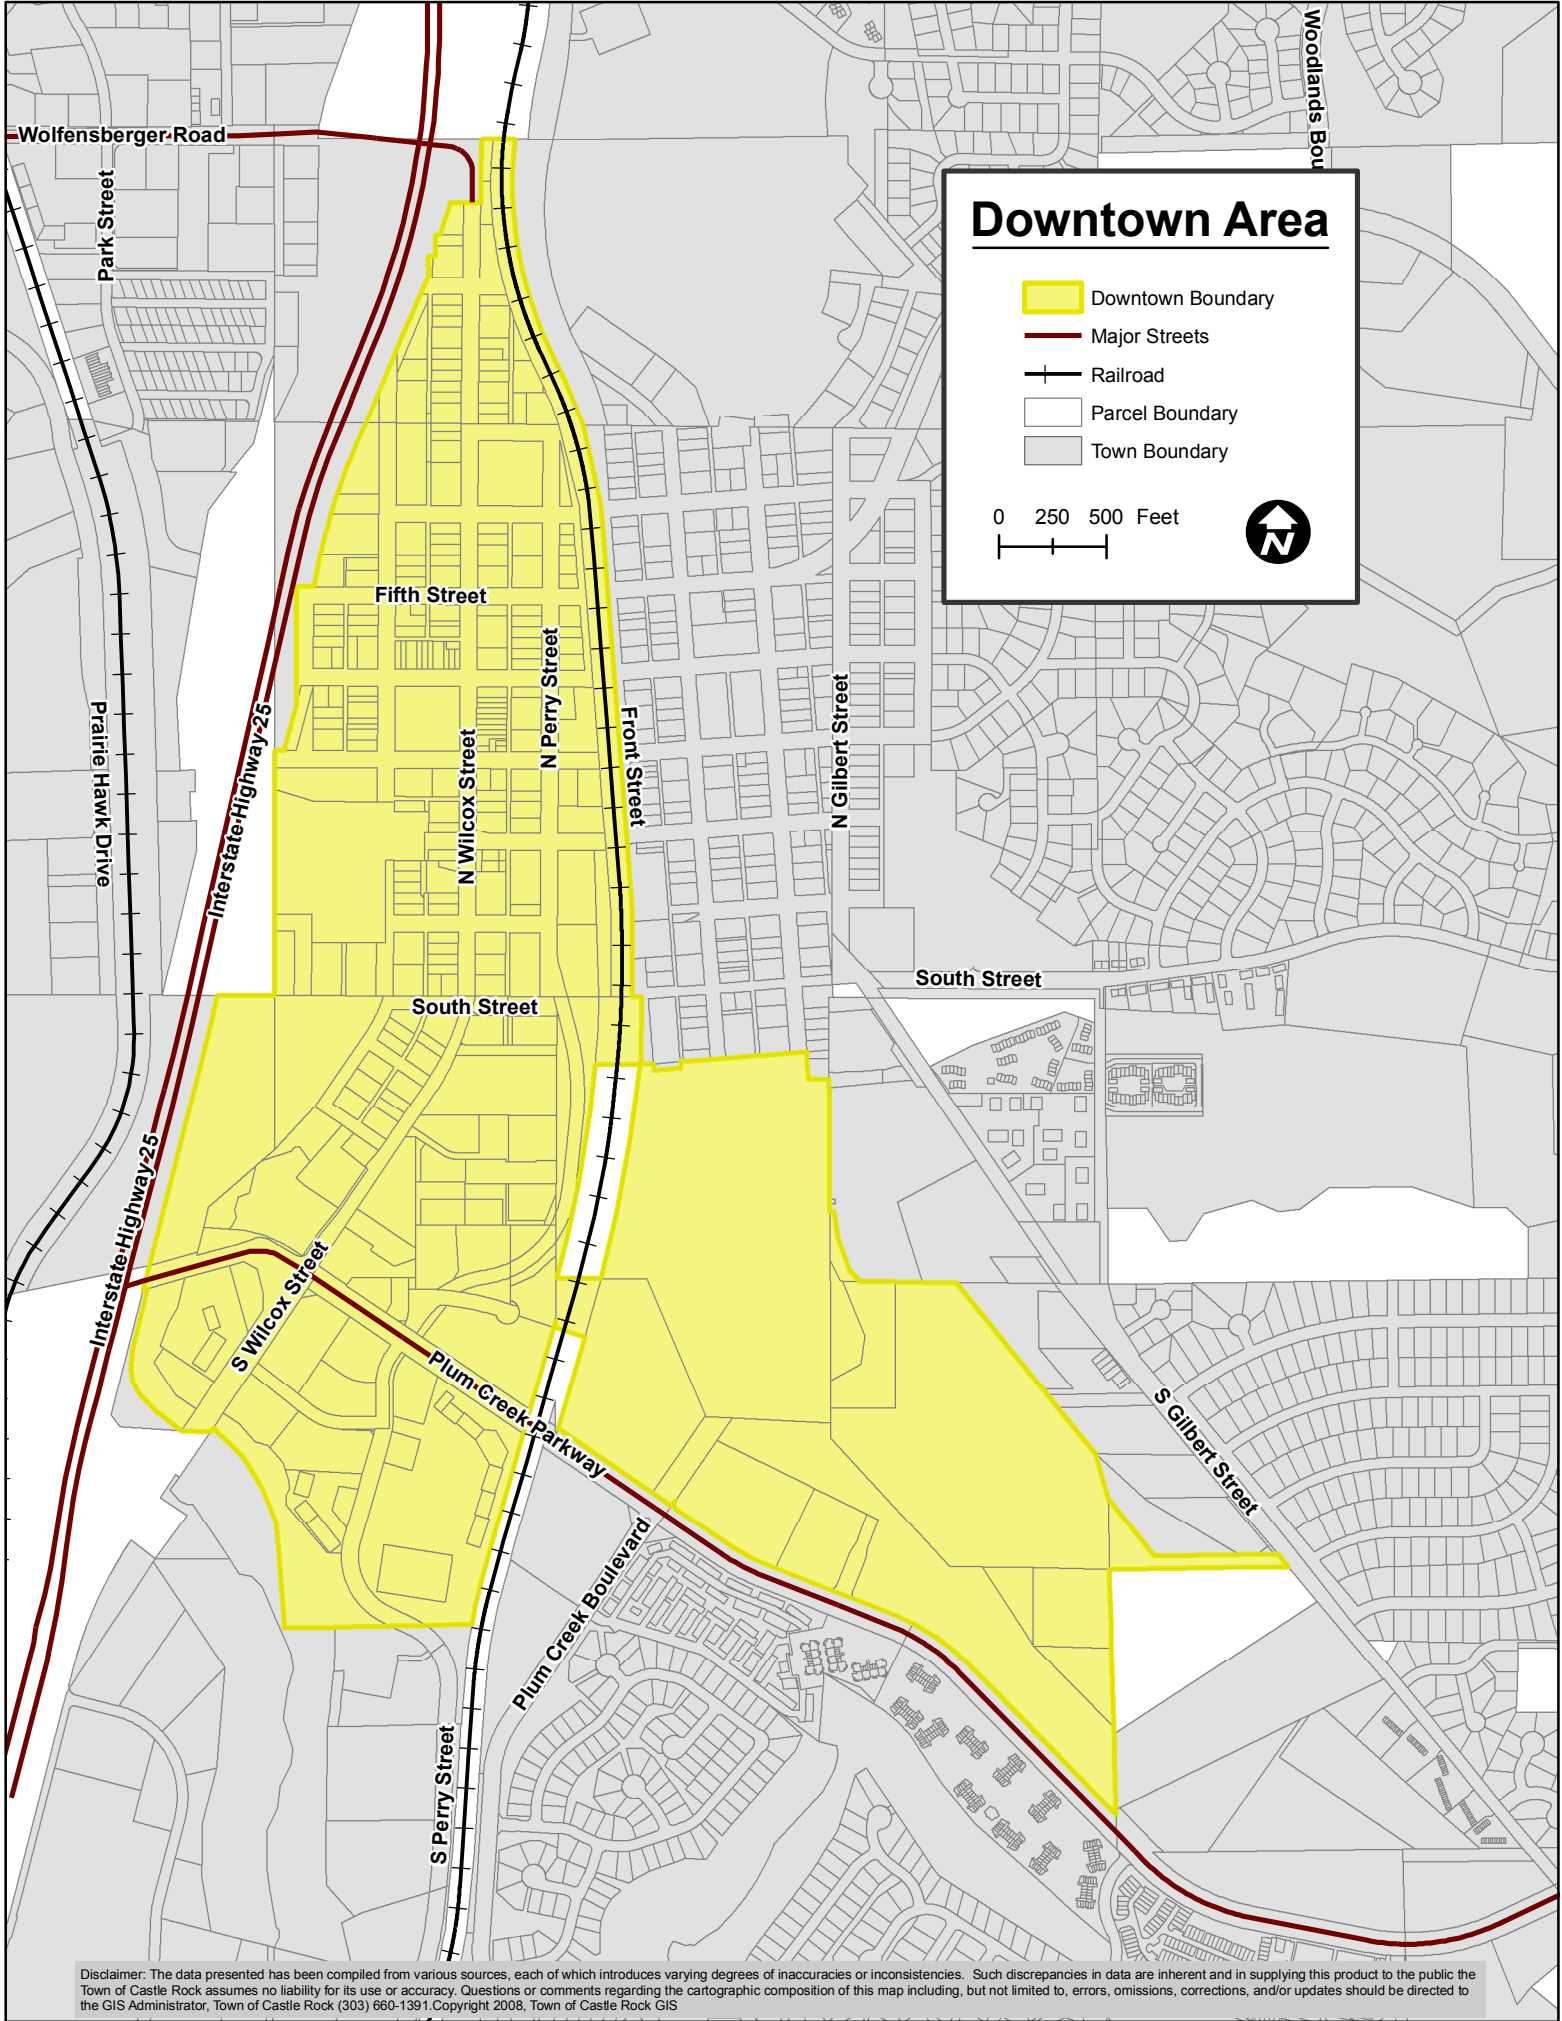 Woodlands Bou
Wolfensberger Road
Park Street
Downtown Area
Downtown Boundary
Major Streets
Railroad
Parcel Boundary
Town Boundary
0 250 500 Feet
N
Fifth Street
N Perry Street
N Gilbert Street
Prairie Hawk Drive
Interstate Highway 25
N Wilcox Street
Front Street
South Street
South Street
Interstate Highway 25
S Wilcox Street
Plum Creek Parkway
S Gilbert Street
Plum Creek Boulevard
S Perry Street
Disclaimer: The data presented has been compiled from various sources, each of which introduces varying degrees of inaccuracies or inconsistencies. Such discrepancies in data are inherent and in supplying this product to the public the
Town of Castle Rock assumes no liability for its use or accuracy. Questions or comments regarding the cartographic composition of this map including, but not limited to, errors, omissions, corrections, and/or updates should be directed to
the GIS Administrator, Town of Castle Rock (303) 660-1391.Copyright 2008, Town of Castle Rock GIS